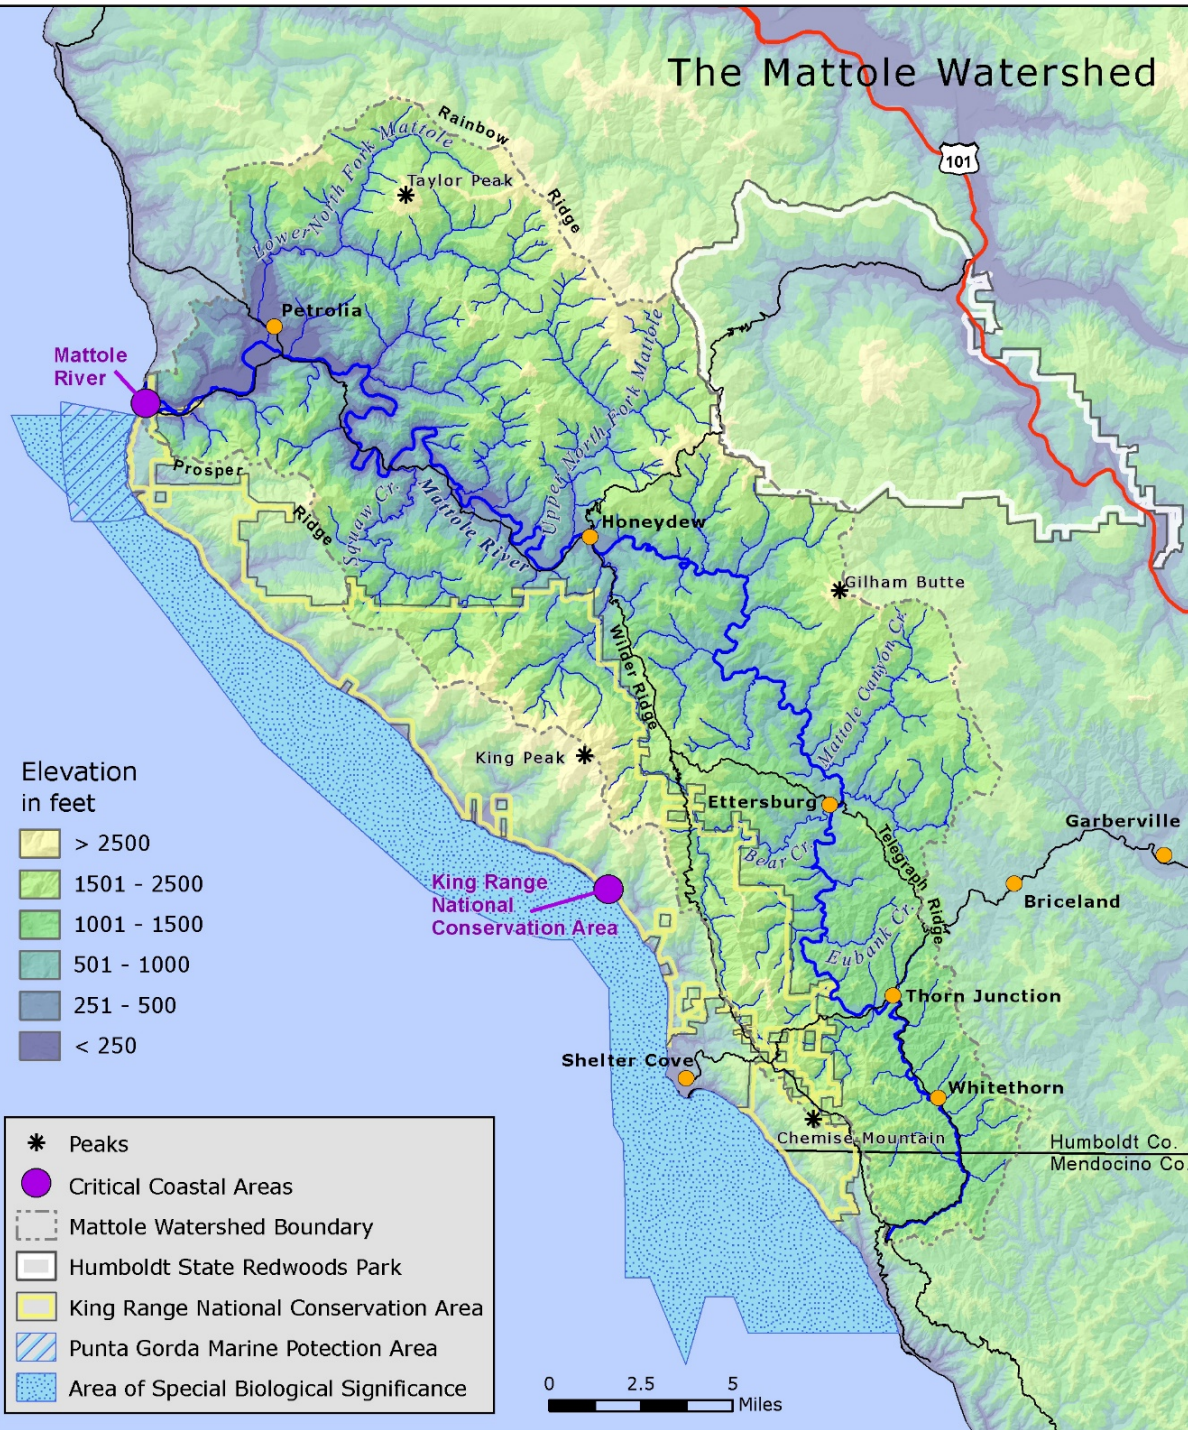 The Mattole Watershed
101
Rainbow
Ridge
Lower North Fork Mattole
Taylor Peak
Petrolia
Mattole
River
Upper North Fork Mattole
Prosper
Ridge
Squaw Cr.
Mattole River
Honeydew
Gilham Butte
Wilder Ridge
Mattole Canyon Cr.
King Peak
Ettersburg
Bear Cr.
Telegraph
Ridge
Garberville
Briceland
King Range
National
Conservation Area
Eubank Cr.
Thorn Junction
Shelter Cove
Whitethorn
Chemise Mountain
Humboldt Co.
Mendocino Co.
Elevation
in feet
> 2500
1501 - 2500
1001 - 1500
501 - 1000
251 - 500
< 250
Peaks
Critical Coastal Areas
Mattole Watershed Boundary
Humboldt State Redwoods Park
King Range National Conservation Area
Punta Gorda Marine Potection Area
Area of Special Biological Significance
0 2.5 5
Miles